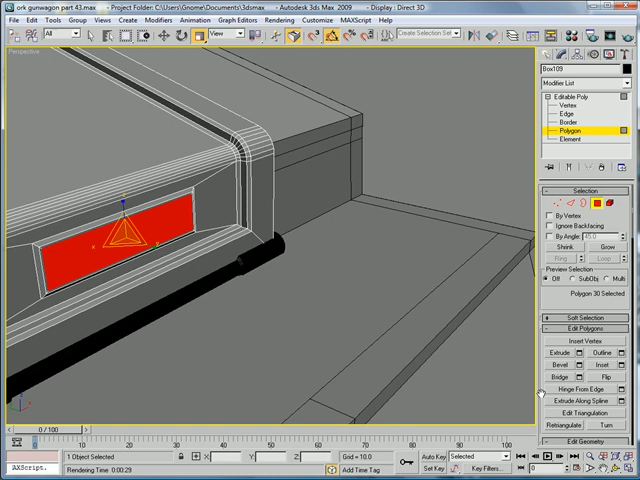 ork gunwagon part 43.max - Project Folder: C:\Users\Gnome\Documents\3dsmax - Autodesk 3ds Max 2009 - Display : Direct 3D
File Edit Tools Group Views Create Modifiers Animation Graph Editors Rendering Customize MAXScript Help
All View Create Selection Set
Perspective
Box109
Modifier List
Editable Poly
Vertex
Edge
Border
Polygon
Element
Selection
By Vertex
Ignore Backfacing
By Angle: 45.0
Shrink Grow
Ring Loop
Preview Selection
Off SubObj Multi
Polygon 30 Selected
Soft Selection
Edit Polygons
Insert Vertex
Extrude Outline
Bevel Inset
Bridge Flip
Hinge From Edge
Extrude Along Spline
Edit Triangulation
Retriangulate Turn
Edit Geometry
0 / 100
0 10 20 30 40 50 60 70 80 90 100
1 Object Selected X: Y: Z: Grid = 10.0 Auto Key Selected
AXScript. Rendering Time 0:00:29 Add Time Tag Set Key Key Filters... 0